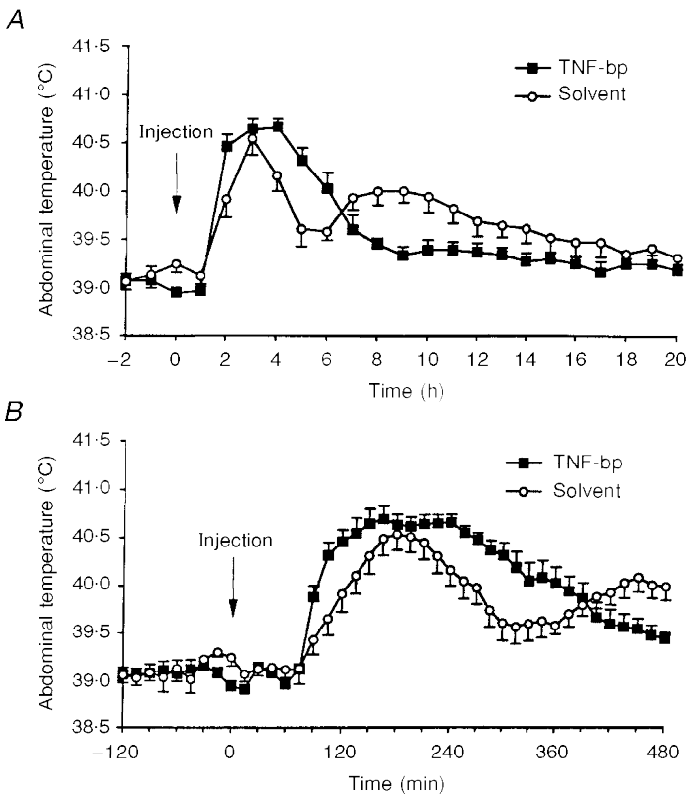 A
41·5
41·0
40·5
40·0
39·5
39·0
38·5
Abdominal temperature (°C)
Injection
TNF-bp
Solvent
−2 0 2 4 6 8 10 12 14 16 18 20
Time (h)
B
41·5
41·0
40·5
40·0
39·5
39·0
38·5
Abdominal temperature (°C)
Injection
TNF-bp
Solvent
−120 0 120 240 360 480
Time (min)